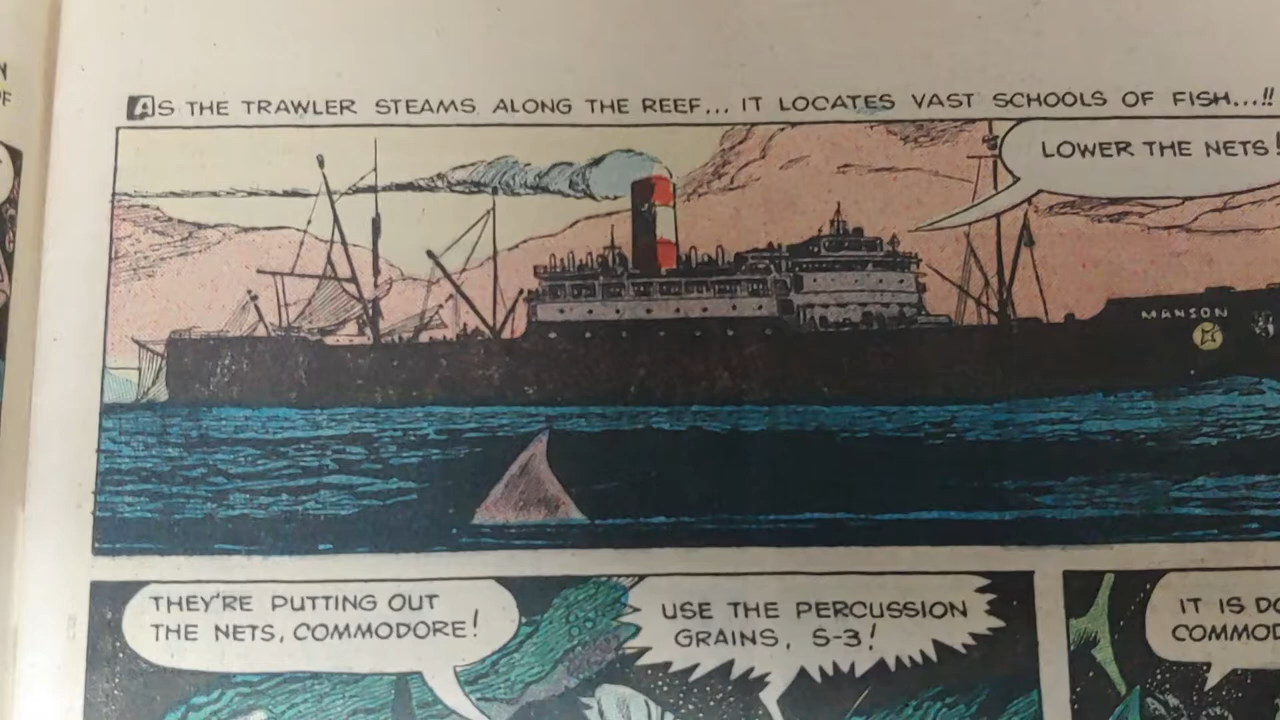 AS THE TRAWLER STEAMS ALONG THE REEF... IT LOCATES VAST SCHOOLS OF FISH...!!
LOWER THE NETS!
MANSON
THEY'RE PUTTING OUT
THE NETS, COMMODORE!
USE THE PERCUSSION
GRAINS, S-3!
IT IS